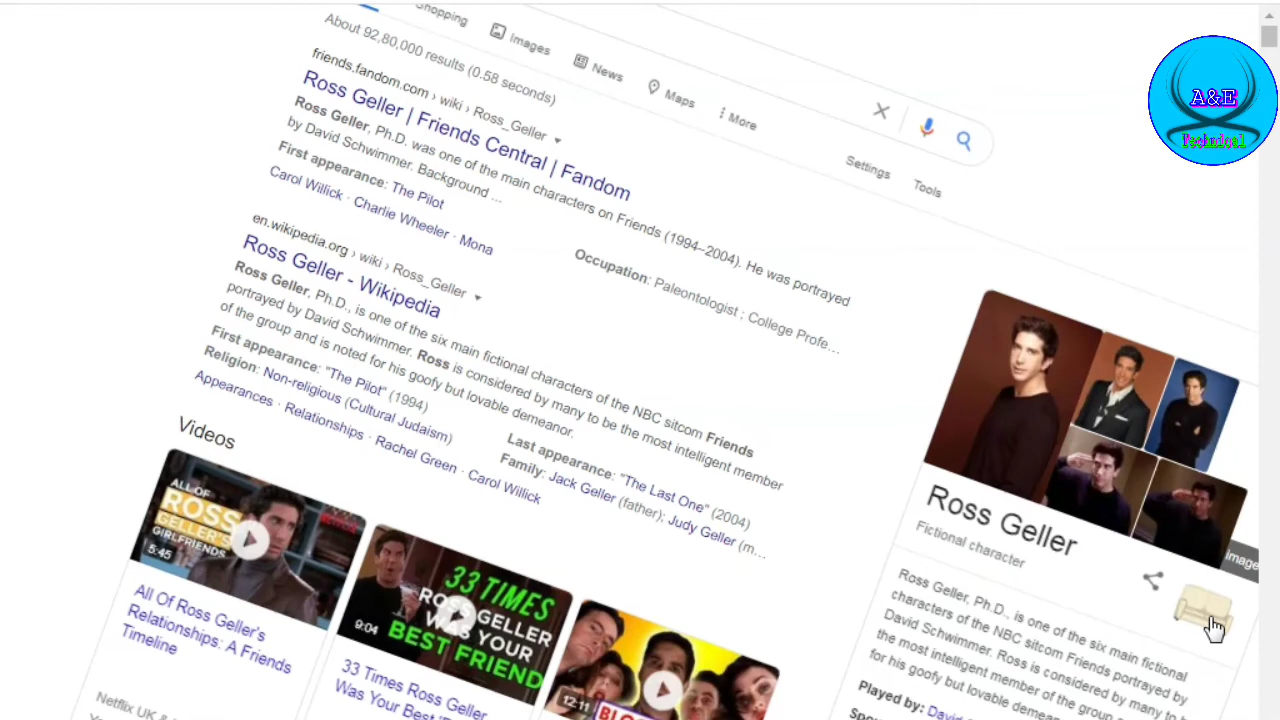 Shopping
Images
News
Maps
More
Settings
Tools
About 92,80,000 results (0.58 seconds)
friends.fandom.com › wiki › Ross_Geller
Ross Geller | Friends Central | Fandom
Ross Geller, Ph.D. was one of the main characters on Friends (1994–2004). He was portrayed
by David Schwimmer. Background ...
First appearance: The Pilot
Occupation: Paleontologist ; College Profe...
Carol Willick · Charlie Wheeler · Mona
en.wikipedia.org › wiki › Ross_Geller
Ross Geller - Wikipedia
Ross Geller, Ph.D., is one of the six main fictional characters of the NBC sitcom Friends
portrayed by David Schwimmer. Ross is considered by many to be the most intelligent member
of the group and is noted for his goofy but lovable demeanor.
First appearance: "The Pilot" (1994)
Last appearance: "The Last One" (2004)
Religion: Non-religious (Cultural Judaism)
Family: Jack Geller (father); Judy Geller (m...
Appearances · Relationships · Rachel Green · Carol Willick
Videos
ALL OF
ROSS
GELLER'S
GIRLFRIENDS
5:45
All Of Ross Geller's
Relationships: A Friends
Timeline
Netflix UK &
33 TIMES
ROSS GELLER
WAS YOUR
BEST FRIEND
9:04
33 Times Ross Geller
Was Your Best
12:11
Ross Geller
Fictional character
Ross Geller, Ph.D., is one of the six main fictional
characters of the NBC sitcom Friends portrayed by
David Schwimmer. Ross is considered by many to be
the most intelligent member of the group and is
for his goofy but lovable
Played by: David
A&E
Technical